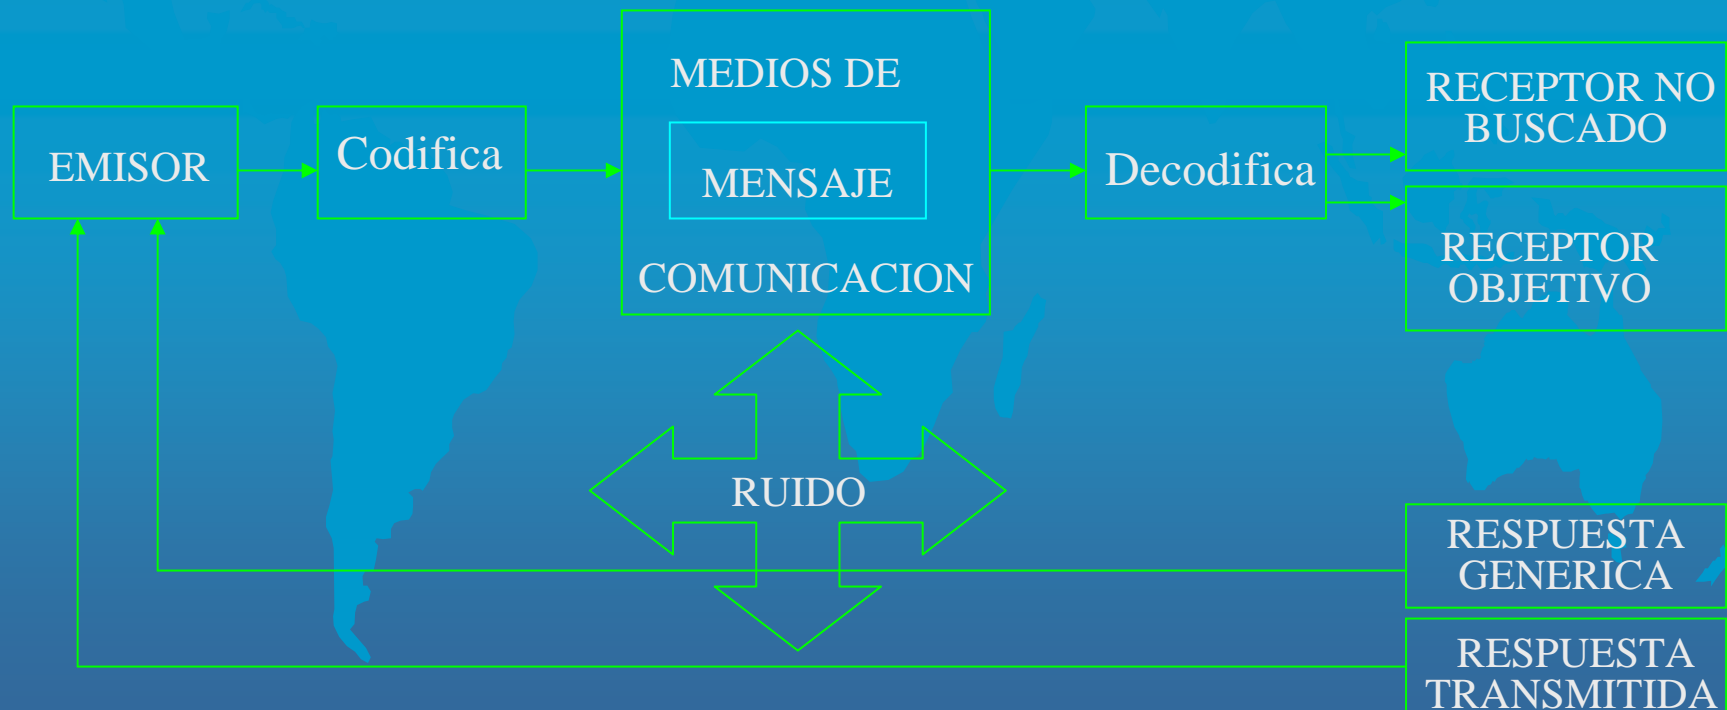 EMISOR
Codifica
MEDIOS DE
MENSAJE
COMUNICACION
Decodifica
RECEPTOR NO
BUSCADO
RECEPTOR
OBJETIVO
RUIDO
RESPUESTA
GENERICA
RESPUESTA
TRANSMITIDA